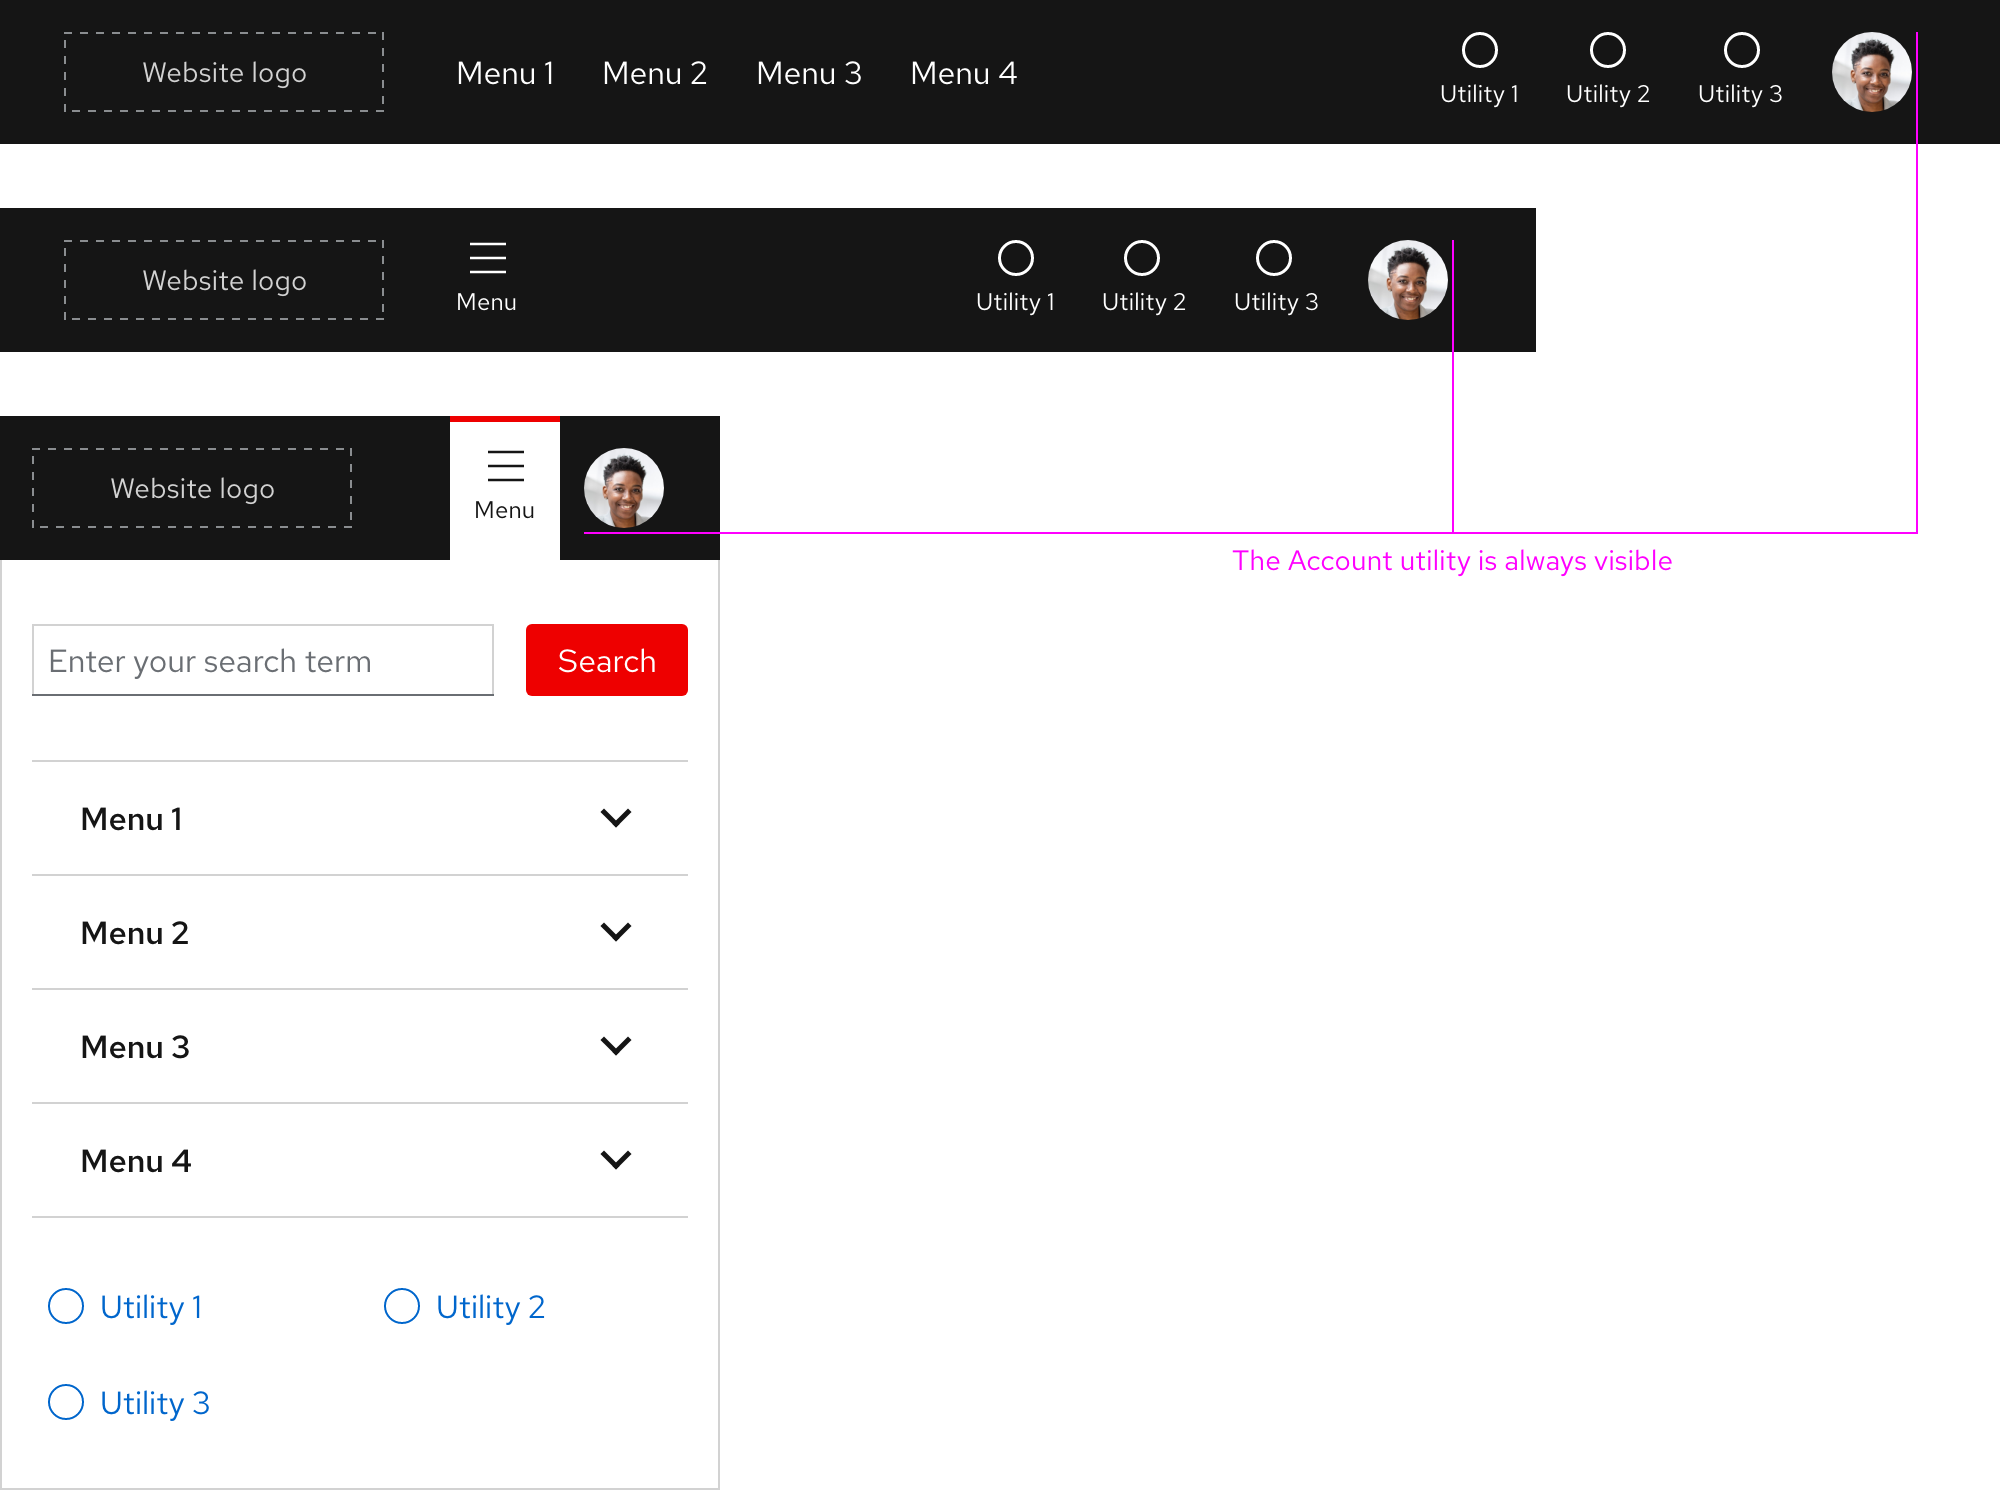 Website logo
Menu 1
Menu 2
Menu 3
Menu 4
Utility 1
Utility 2
Utility 3
Website logo
Menu
Utility 1
Utility 2
Utility 3
Website logo
Menu
The Account utility is always visible
Enter your search term
Search
Menu 1
Menu 2
Menu 3
Menu 4
Utility 1
Utility 2
Utility 3